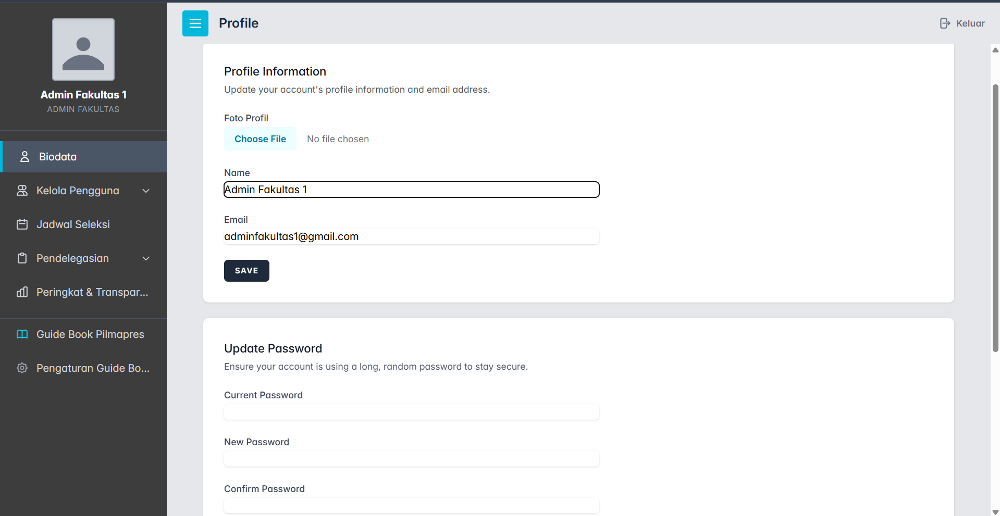 Admin Fakultas 1
ADMIN FAKULTAS
Biodata
Kelola Pengguna
Jadwal Seleksi
Pendelegasian
Peringkat & Transpar...
Guide Book Pilmapres
Pengaturan Guide Bo...
Profile
Keluar
Profile Information
Update your account's profile information and email address.
Foto Profil
Choose File No file chosen
Name
Admin Fakultas 1
Email
adminfakultas1@gmail.com
SAVE
Update Password
Ensure your account is using a long, random password to stay secure.
Current Password
New Password
Confirm Password